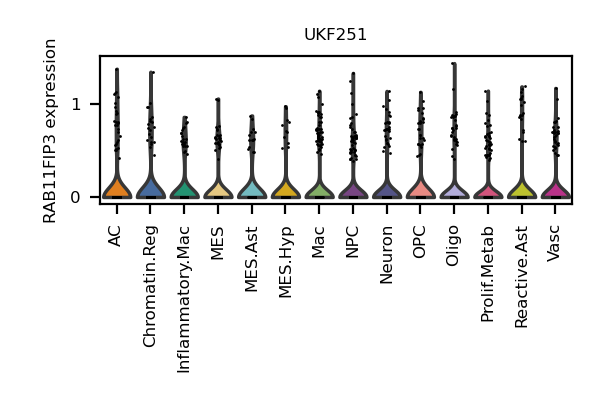 UKF251
RAB11FIP3 expression
1
0
AC
Chromatin.Reg
Inflammatory.Mac
MES
MES.Ast
MES.Hyp
Mac
NPC
Neuron
OPC
Oligo
Prolif.Metab
Reactive.Ast
Vasc